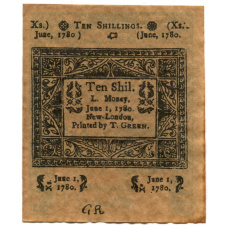 Xs.) ❊ TEN SHILLINGS. ❊ (Xs.
June, 1780 ) (June, 1780.
Ten Shil.
L. Money.
June 1, 1780.
New-London,
Printed by T. GREEN.
June 1, 1780.
June 1, 1780.